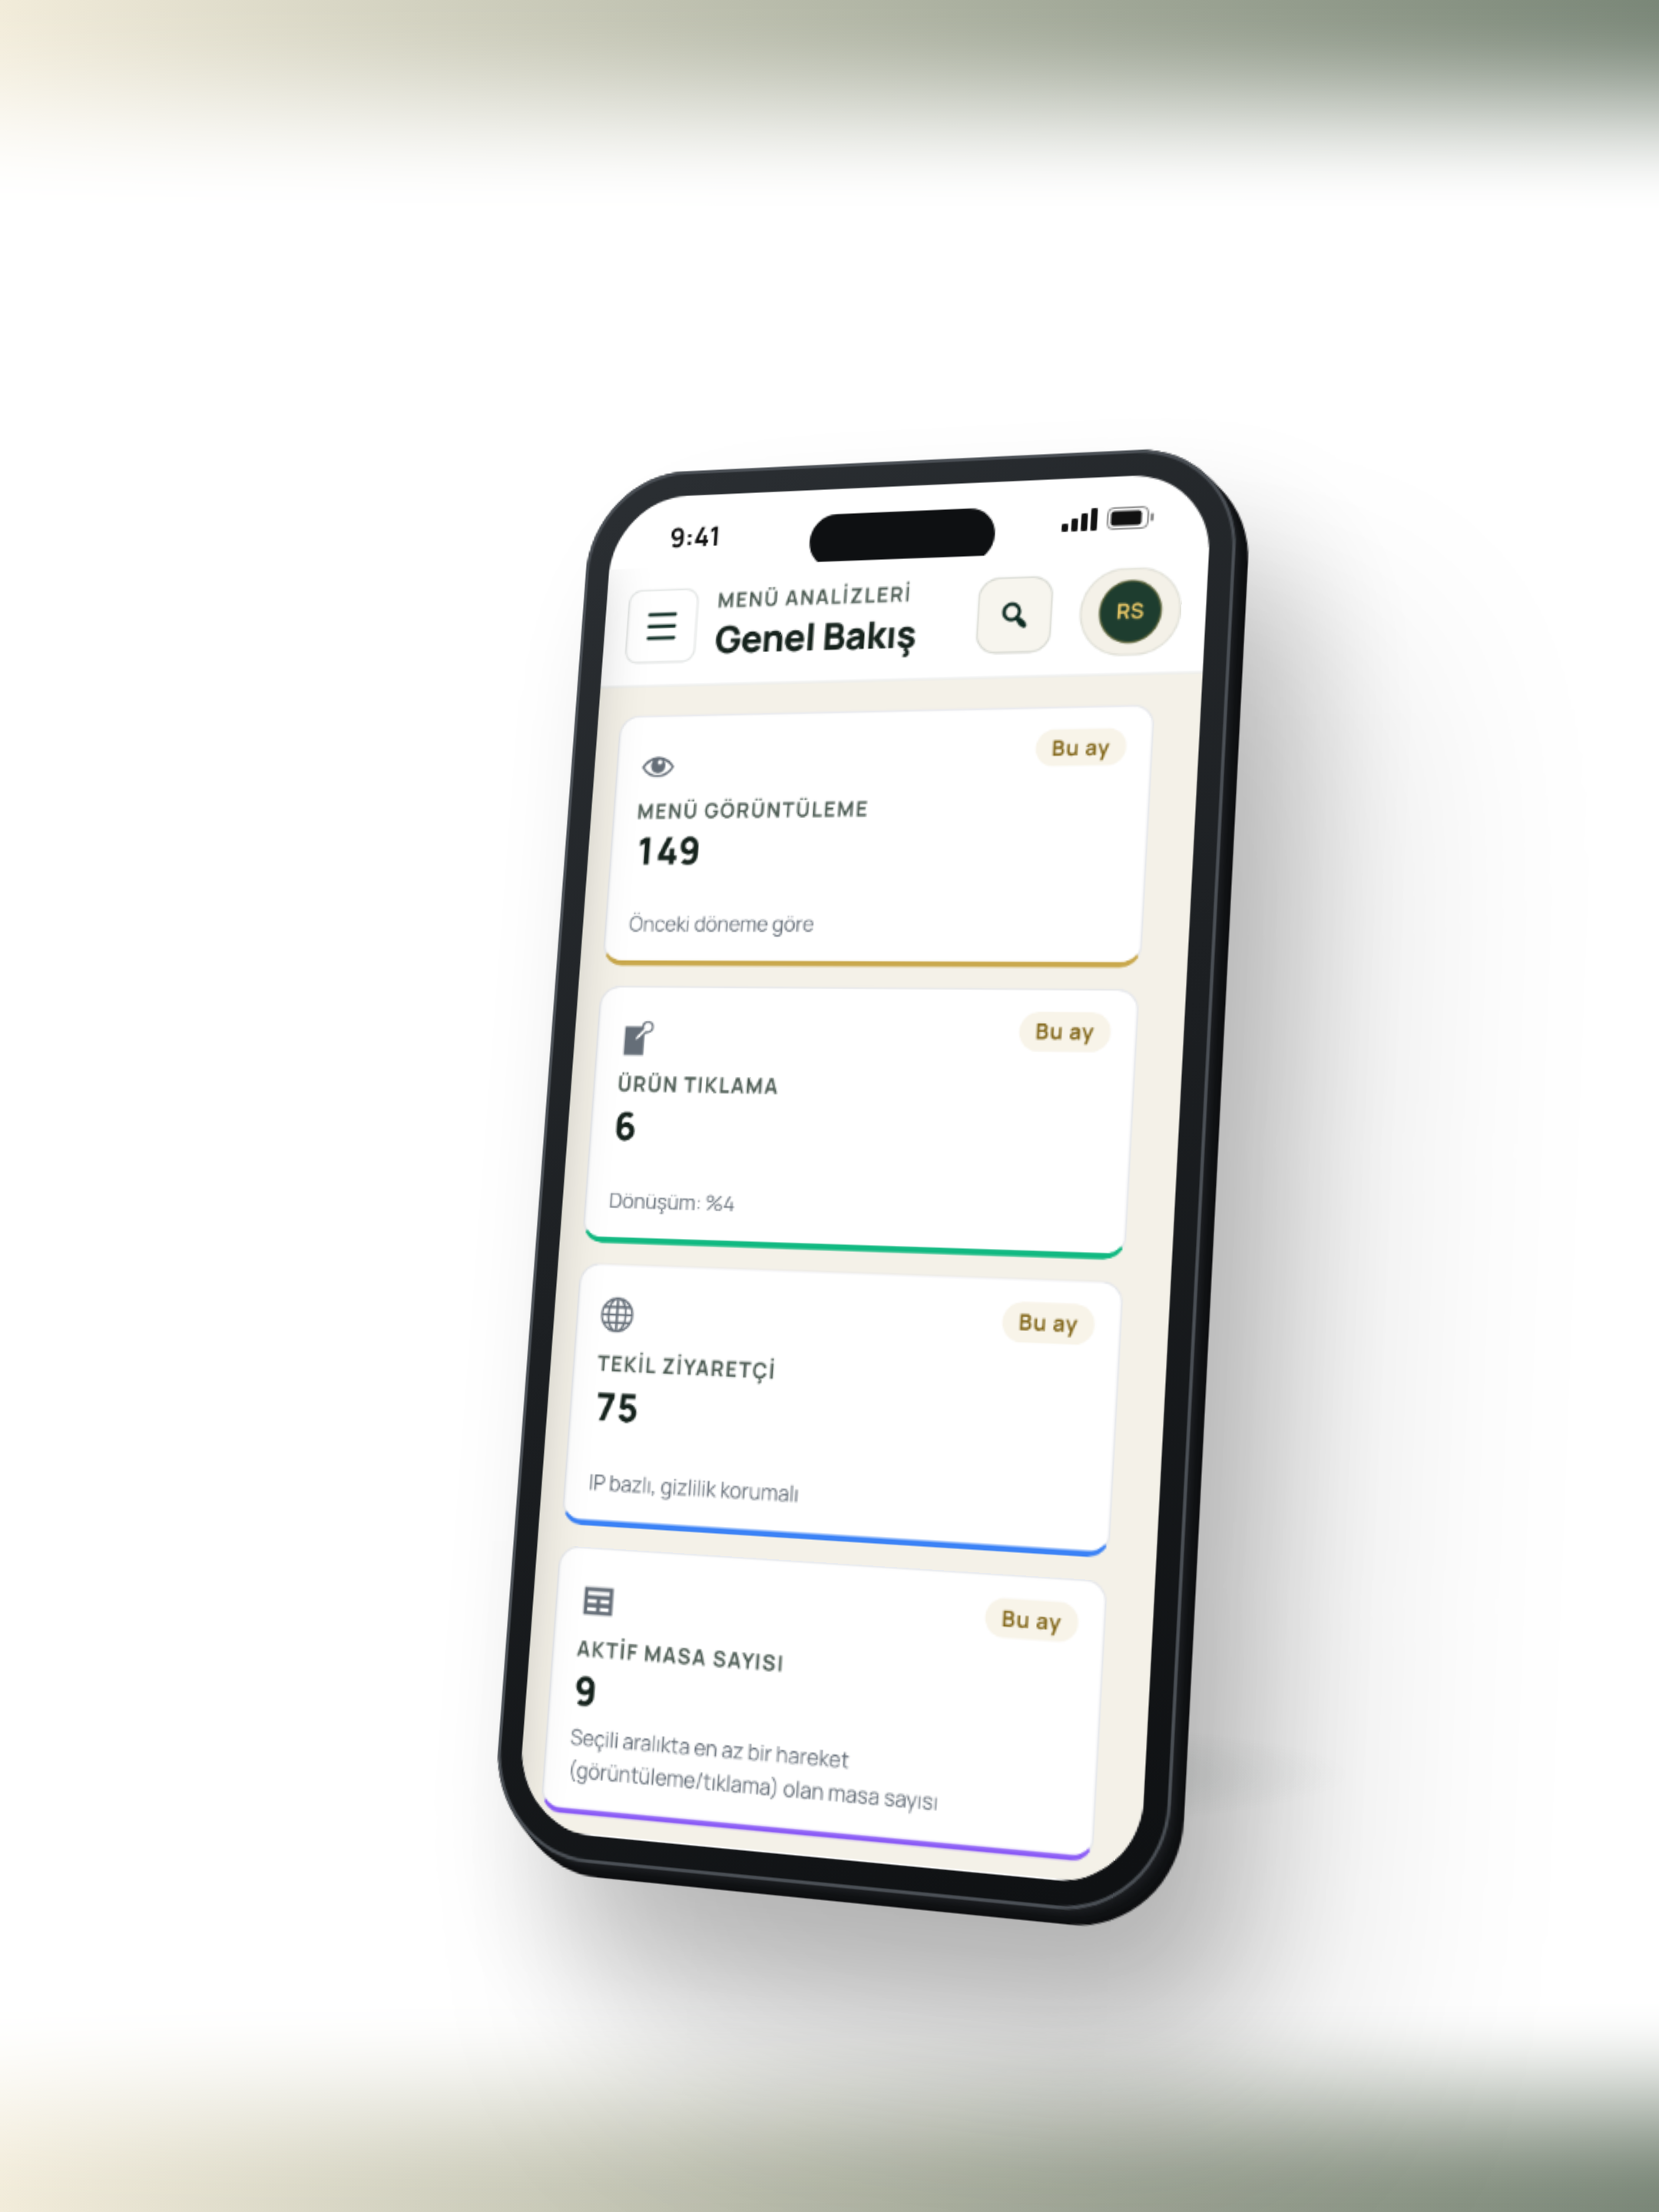 9:41
MENÜ ANALİZLERİ
Genel Bakış
RS
Bu ay
MENÜ GÖRÜNTÜLEME
149
Önceki döneme göre
Bu ay
ÜRÜN TIKLAMA
6
Dönüşüm: %4
Bu ay
TEKİL ZİYARETÇİ
75
IP bazlı, gizlilik korumalı
Bu ay
AKTİF MASA SAYISI
9
Seçili aralıkta en az bir hareket
(görüntüleme/tıklama) olan masa sayısı